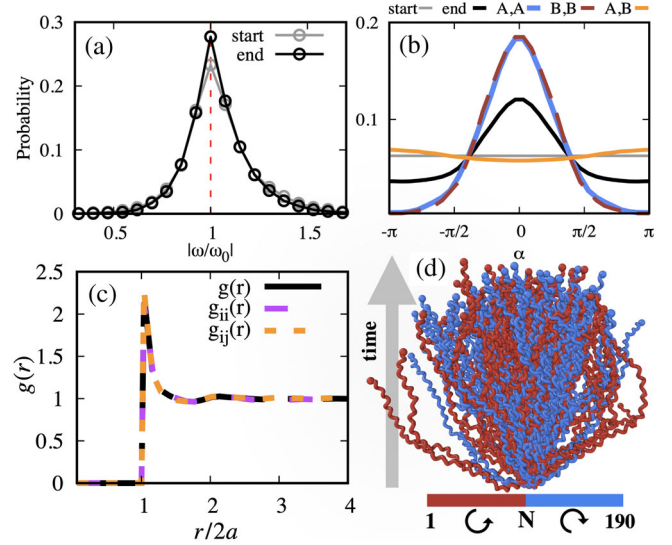 (a)
start
end
0.3
0.2
0.1
0
Probability
0.5
1
1.5
|ω/ω0|
start end A,A B,B A,B
(b)
0.2
0.1
-π
-π/2
0
π/2
π
α
(c)
g(r)
gii(r)
gij(r)
2.5
2
1.5
1
0.5
0
g(r)
1
2
3
4
r/2a
(d)
time
1 N 190